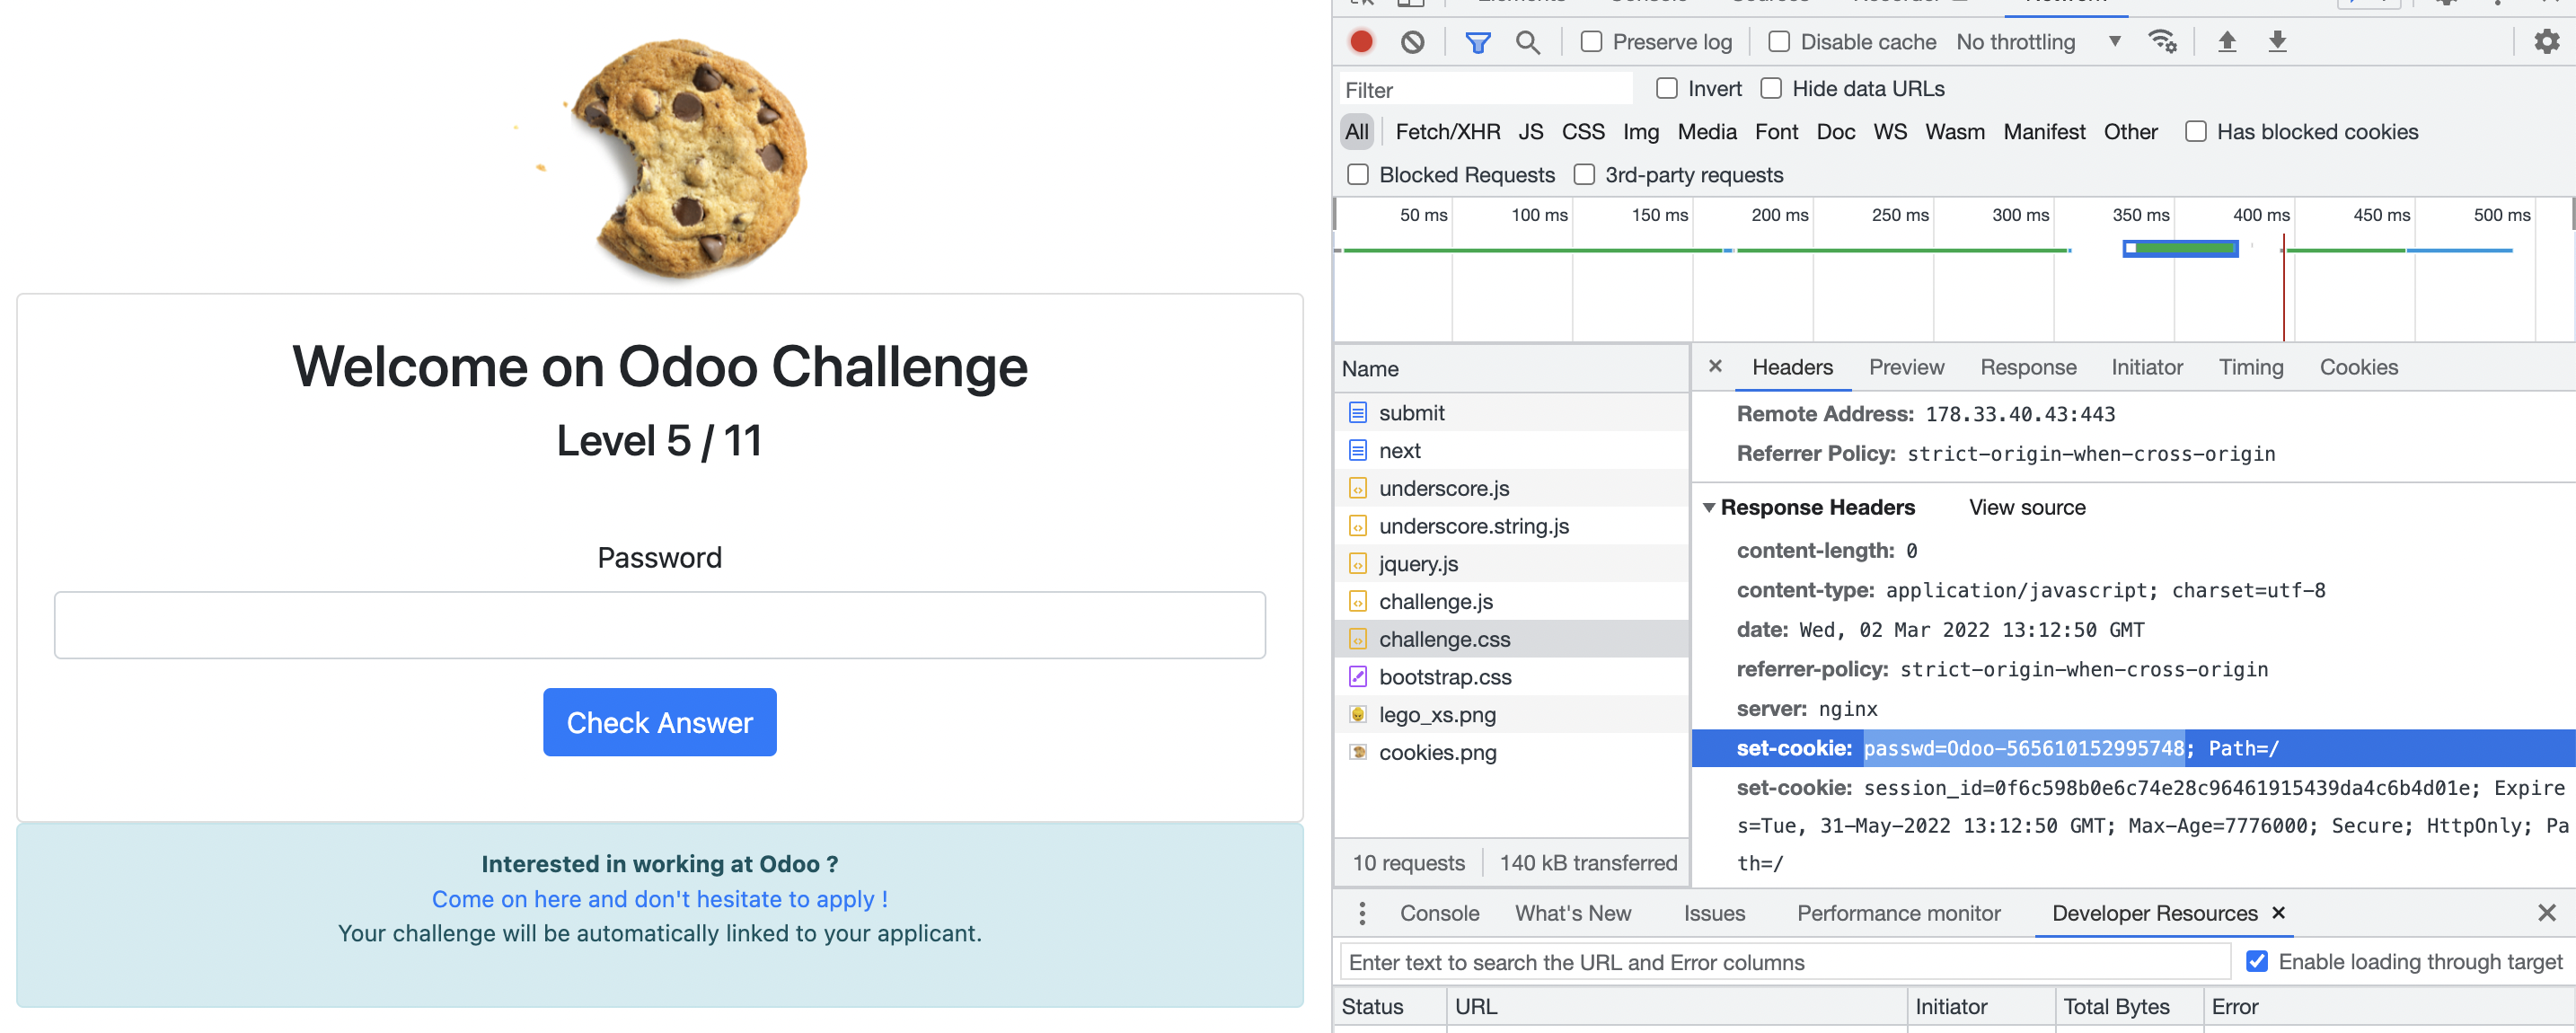 Welcome on Odoo Challenge
Level 5 / 11
Password
Check Answer
Interested in working at Odoo ?
Come on here and don't hesitate to apply !
Your challenge will be automatically linked to your applicant.
Preserve log Disable cache No throttling
Filter Invert Hide data URLs
All Fetch/XHR JS CSS Img Media Font Doc WS Wasm Manifest Other Has blocked cookies
Blocked Requests 3rd-party requests
50 ms 100 ms 150 ms 200 ms 250 ms 300 ms 350 ms 400 ms 450 ms 500 ms
Name
submit
next
underscore.js
underscore.string.js
jquery.js
challenge.js
challenge.css
bootstrap.css
lego_xs.png
cookies.png
10 requests 140 kB transferred
Headers Preview Response Initiator Timing Cookies
Remote Address: 178.33.40.43:443
Referrer Policy: strict-origin-when-cross-origin
Response Headers View source
content-length: 0
content-type: application/javascript; charset=utf-8
date: Wed, 02 Mar 2022 13:12:50 GMT
referrer-policy: strict-origin-when-cross-origin
server: nginx
set-cookie: passwd=Odoo-565610152995748; Path=/
set-cookie: session_id=0f6c598b0e6c74e28c96461915439da4c6b4d01e; Expire
s=Tue, 31-May-2022 13:12:50 GMT; Max-Age=7776000; Secure; HttpOnly; Pa
th=/
Console What's New Issues Performance monitor Developer Resources
Enter text to search the URL and Error columns Enable loading through target
Status URL Initiator Total Bytes Error